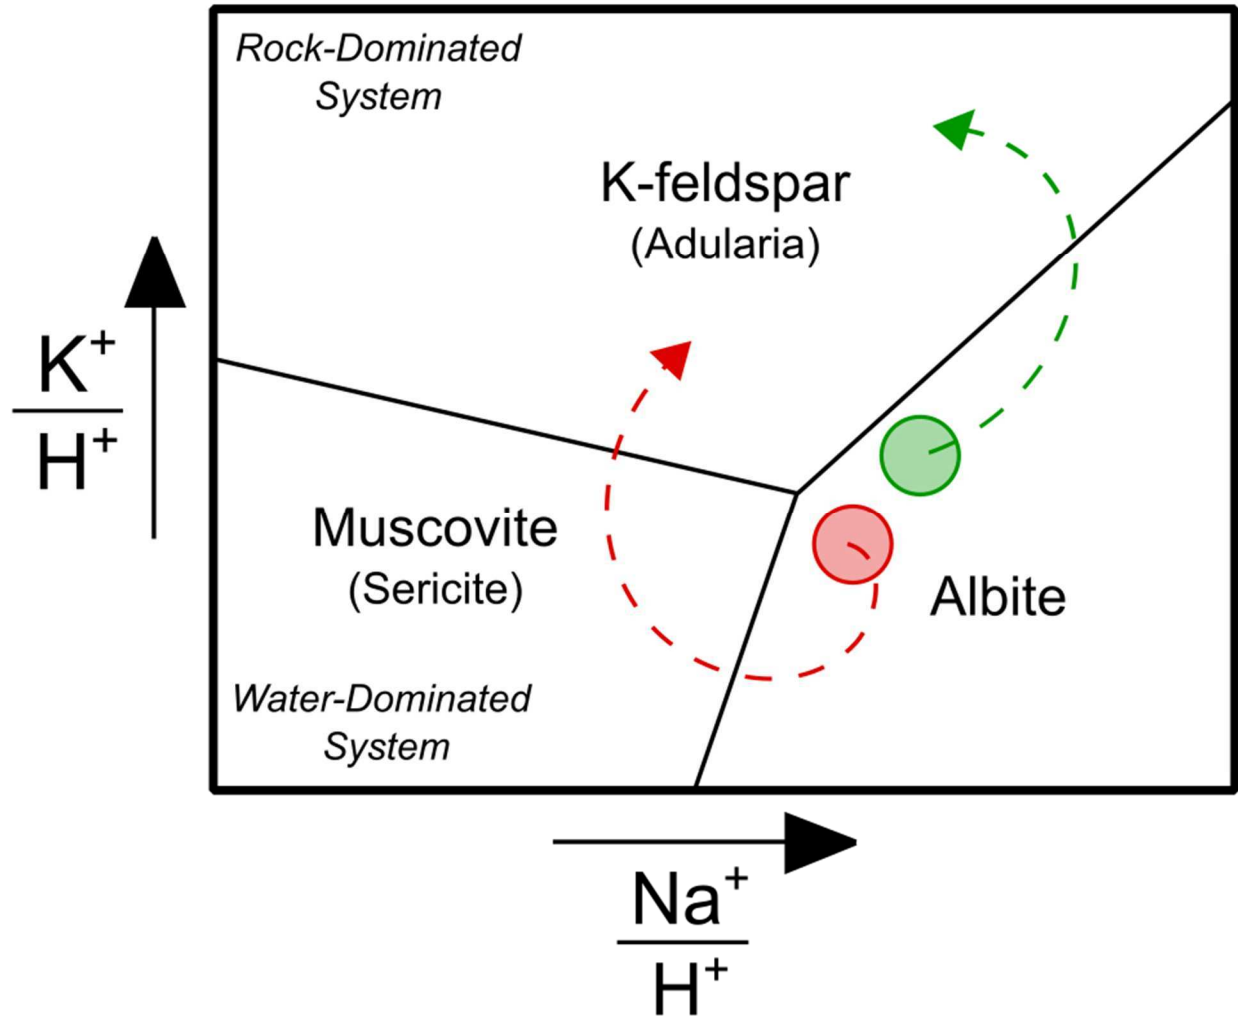 Rock-Dominated
System
K-feldspar
(Adularia)
K+
H+
Muscovite
(Sericite)
Albite
Water-Dominated
System
Na+
H+